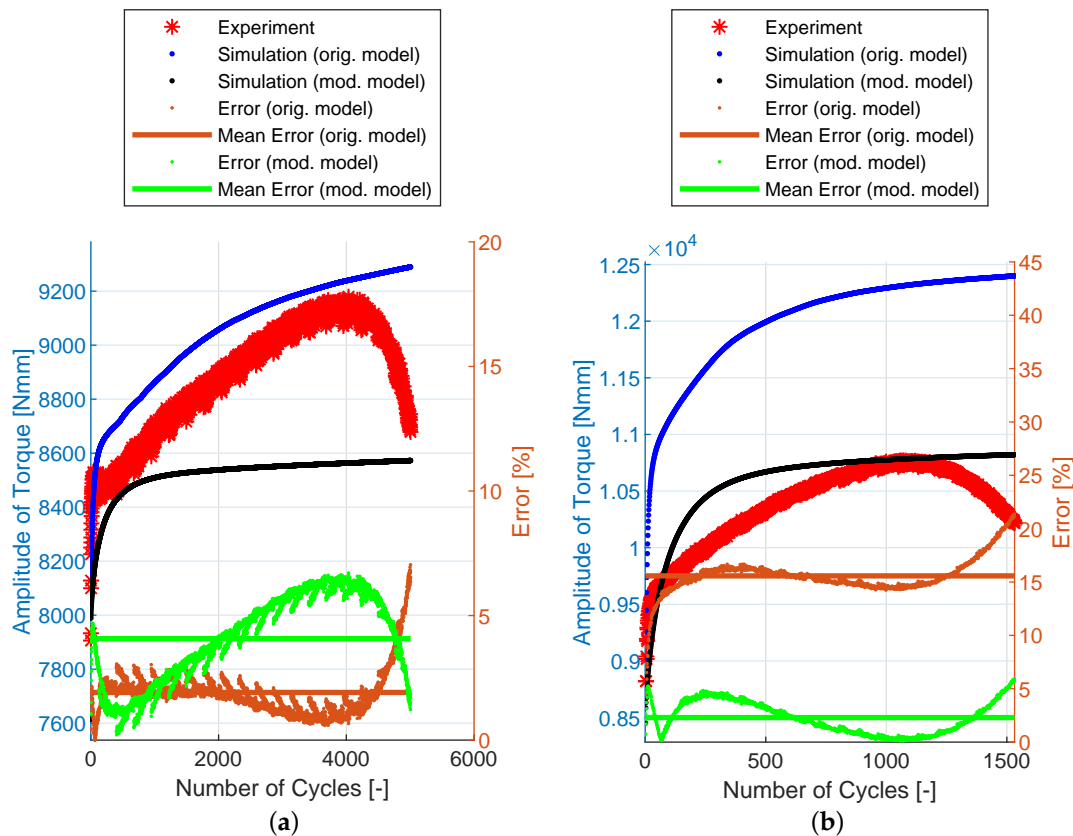 Experiment
Simulation (orig. model)
Simulation (mod. model)
Error (orig. model)
Mean Error (orig. model)
Error (mod. model)
Mean Error (mod. model)
Experiment
Simulation (orig. model)
Simulation (mod. model)
Error (orig. model)
Mean Error (orig. model)
Error (mod. model)
Mean Error (mod. model)
Amplitude of Torque [Nmm]
9200
9000
8800
8600
8400
8200
8000
7800
7600
20
15
10
5
0
Error [%]
0 2000 4000 6000
Number of Cycles [-]
(a)
×10⁴
Amplitude of Torque [Nmm]
1.25
1.2
1.15
1.1
1.05
1
0.95
0.9
0.85
45
40
35
30
25
20
15
10
5
0
Error [%]
0 500 1000 1500
Number of Cycles [-]
(b)